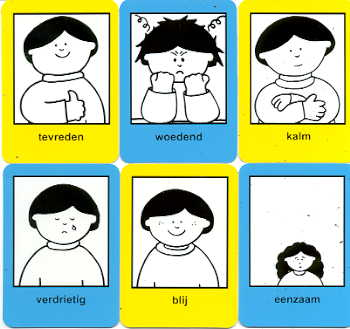 tevreden
woedend
kalm
verdrietig
blij
eenzaam